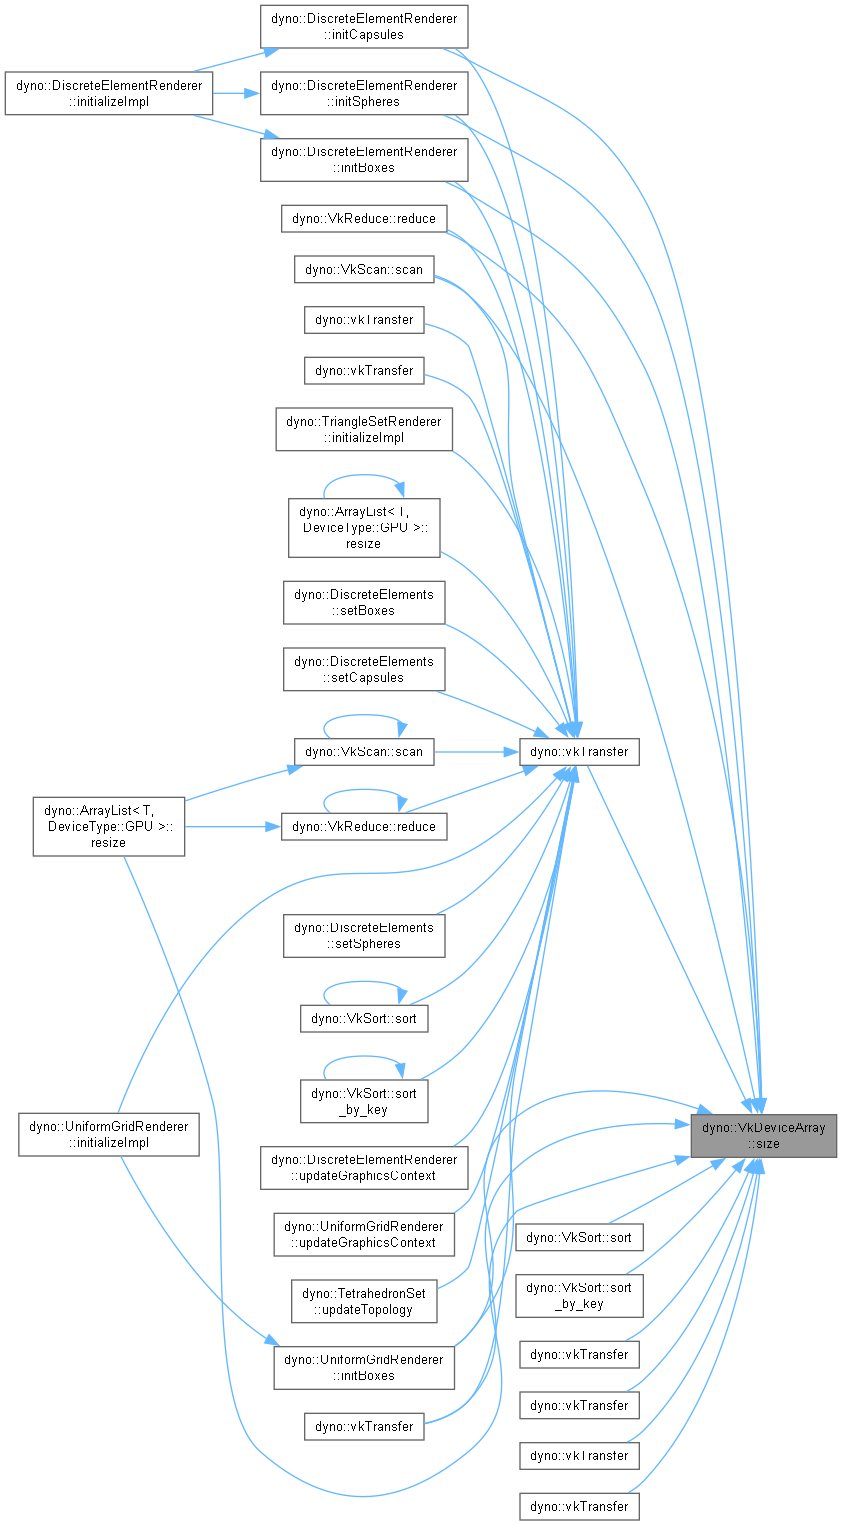 dyno::DiscreteElementRenderer
::initCapsules
dyno::DiscreteElementRenderer
::initializeImpl
dyno::DiscreteElementRenderer
::initSpheres
dyno::DiscreteElementRenderer
::initBoxes
dyno::VkReduce::reduce
dyno::VkScan::scan
dyno::vkTransfer
dyno::vkTransfer
dyno::TriangleSetRenderer
::initializeImpl
dyno::ArrayList< T,
DeviceType::GPU >::
resize
dyno::DiscreteElements
::setBoxes
dyno::DiscreteElements
::setCapsules
dyno::VkScan::scan
dyno::vkTransfer
dyno::ArrayList< T,
DeviceType::GPU >::
resize
dyno::VkReduce::reduce
dyno::DiscreteElements
::setSpheres
dyno::VkSort::sort
dyno::VkSort::sort
_by_key
dyno::UniformGridRenderer
::initializeImpl
dyno::VkDeviceArray
::size
dyno::DiscreteElementRenderer
::updateGraphicsContext
dyno::UniformGridRenderer
::updateGraphicsContext
dyno::VkSort::sort
dyno::TetrahedronSet
::updateTopology
dyno::VkSort::sort
_by_key
dyno::UniformGridRenderer
::initBoxes
dyno::vkTransfer
dyno::vkTransfer
dyno::vkTransfer
dyno::vkTransfer
dyno::vkTransfer